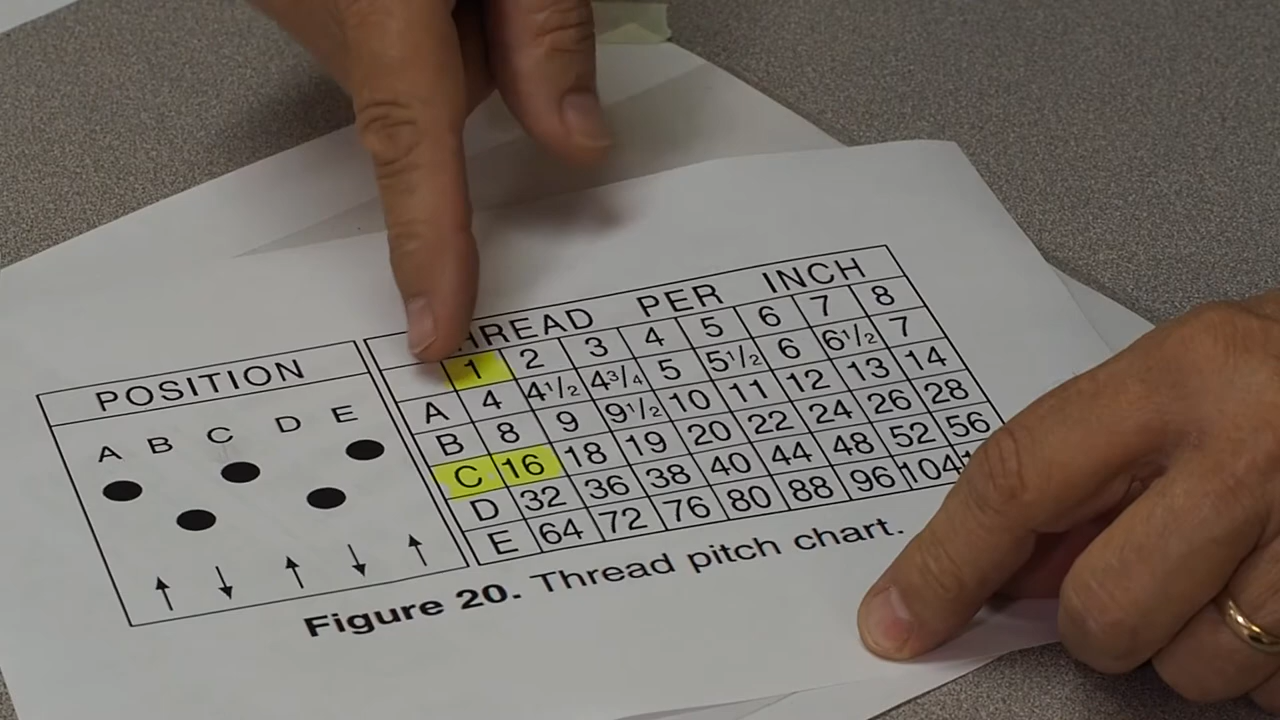 POSITION
A B C D E
THREAD PER INCH
1 2 3 4 5 6 7 8
A 4 4½ 4¾ 5 5½ 6 6½ 7
B 8 9 9½ 10 11 12 13 14
C 16 18 19 20 22 24 26 28
D 32 36 38 40 44 48 52 56
E 64 72 76 80 88 96 104
Figure 20. Thread pitch chart.